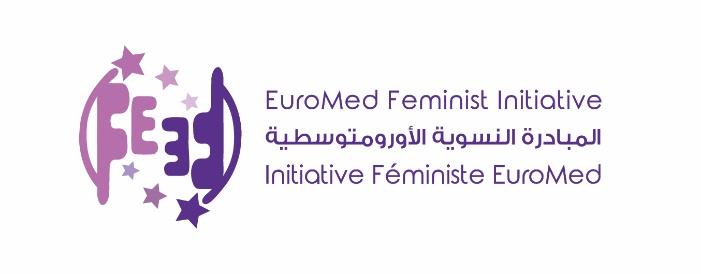 EuroMed Feminist Initiative
المبادرة النسوية الأورومتوسطية
Initiative Féministe EuroMed